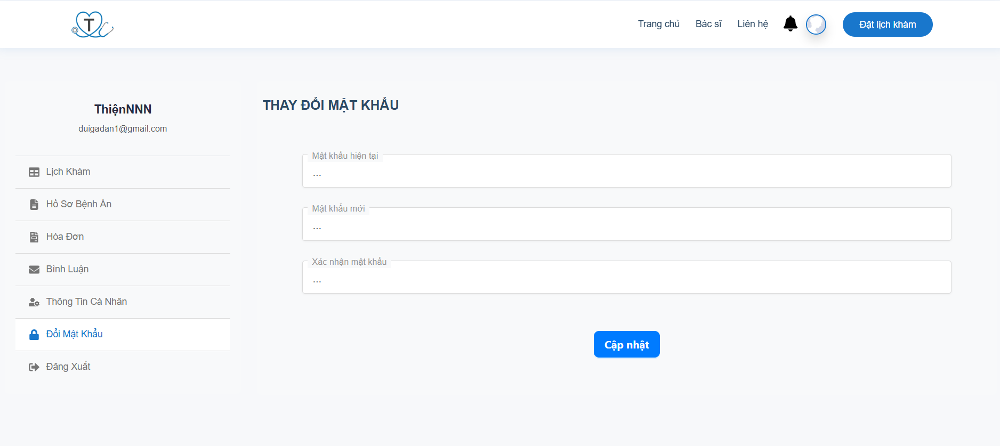 T
Trang chủ
Bác sĩ
Liên hệ
Đặt lịch khám
ThiệnNNN
duigadan1@gmail.com
Lịch Khám
Hồ Sơ Bệnh Án
Hóa Đơn
Bình Luận
Thông Tin Cá Nhân
Đổi Mật Khẩu
Đăng Xuất
THAY ĐỔI MẬT KHẨU
Mật khẩu hiện tại
...
Mật khẩu mới
...
Xác nhận mật khẩu
...
Cập nhật